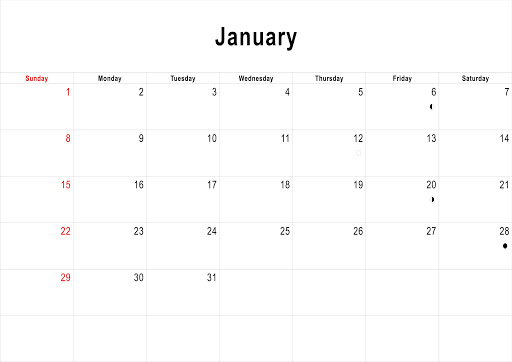 January
Sunday Monday Tuesday Wednesday Thursday Friday Saturday
1 2 3 4 5 6 7
8 9 10 11 12 13 14
15 16 17 18 19 20 21
22 23 24 25 26 27 28
29 30 31